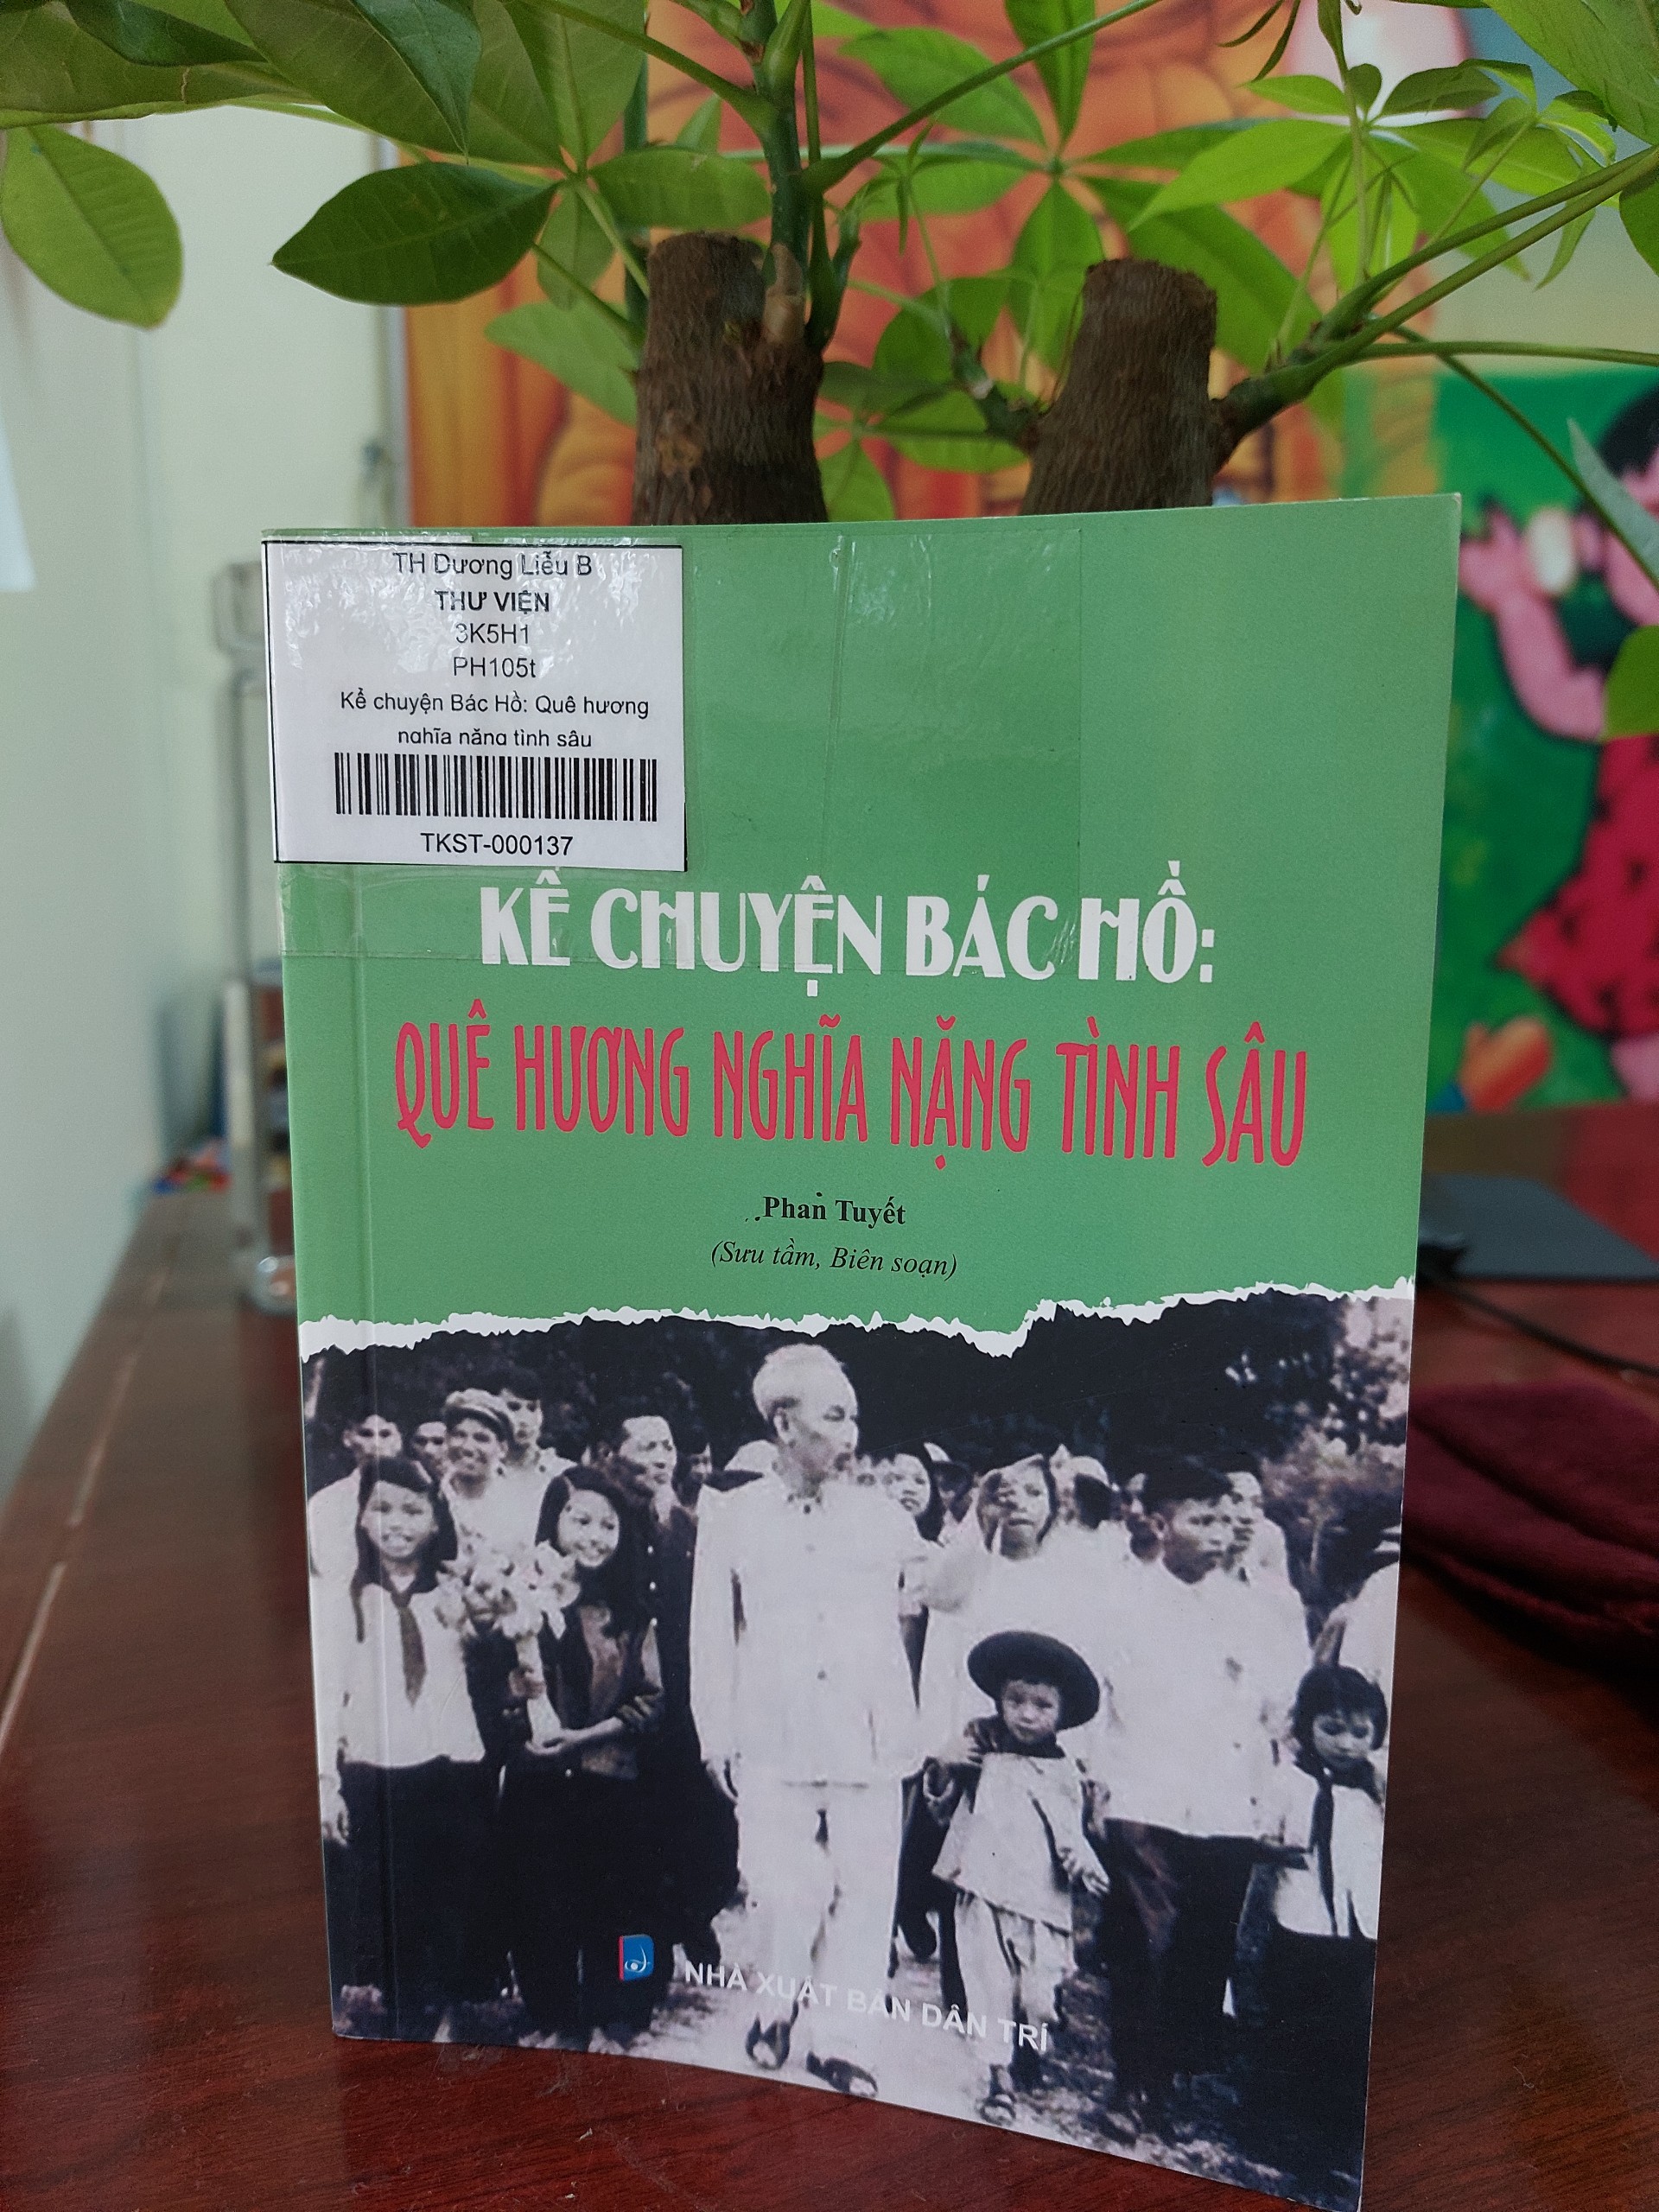 TH Dương Liễu B
THƯ VIỆN
3K5H1
PH105t
Kể chuyện Bác Hồ: Quê hương
nghĩa nặng tình sâu
TKST-000137
KỂ CHUYỆN BÁC HỒ:
QUÊ HƯƠNG NGHĨA NẶNG TÌNH SÂU
Phan Tuyết
(Sưu tầm, Biên soạn)
NHÀ XUẤT BẢN DÂN TRÍ